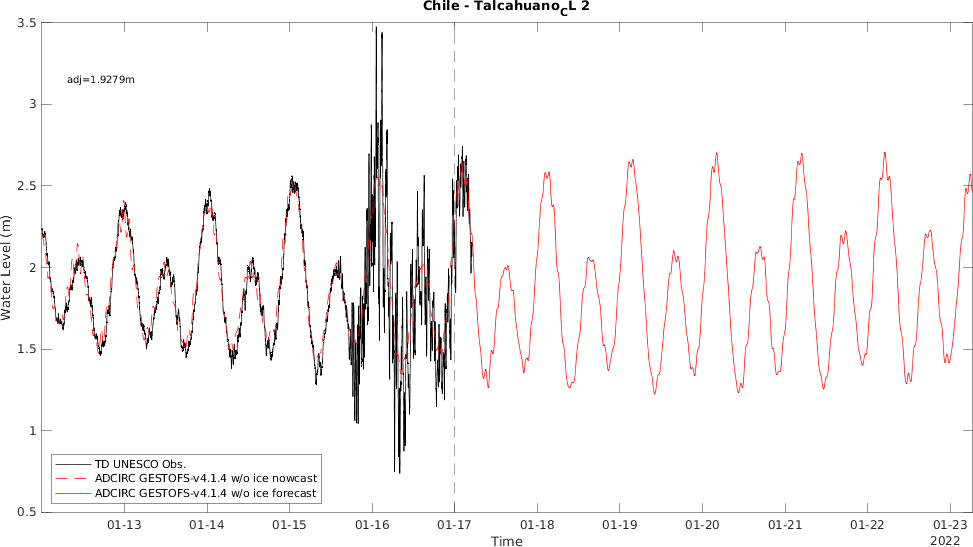 Chile - Talcahuano_CL 2
3.5
adj=1.9279m
3
2.5
2
1.5
1
0.5
Water Level (m)
TD UNESCO Obs.
ADCIRC GESTOFS-v4.1.4 w/o ice nowcast
ADCIRC GESTOFS-v4.1.4 w/o ice forecast
01-13 01-14 01-15 01-16 01-17 01-18 01-19 01-20 01-21 01-22 01-23
Time
2022